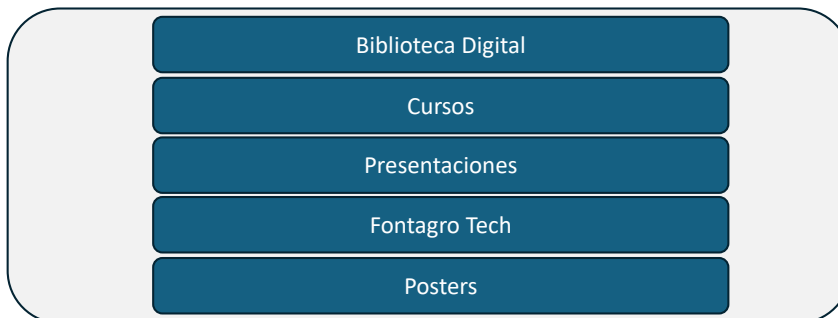 Biblioteca Digital
Cursos
Presentaciones
Fontagro Tech
Posters